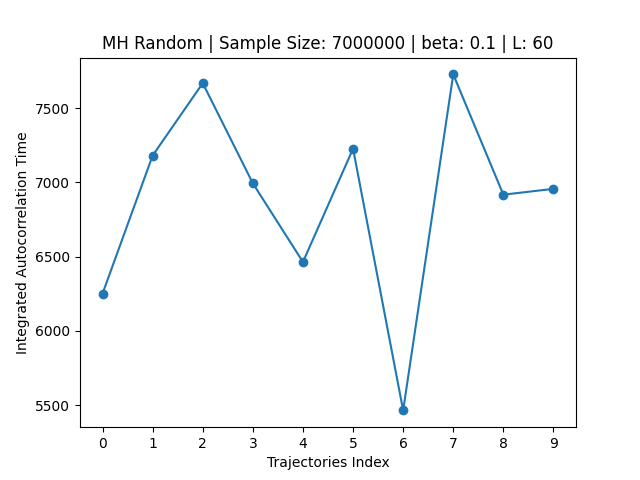 MH Random | Sample Size: 7000000 | beta: 0.1 | L: 60
Integrated Autocorrelation Time
7500
7000
6500
6000
5500
0 1 2 3 4 5 6 7 8 9
Trajectories Index